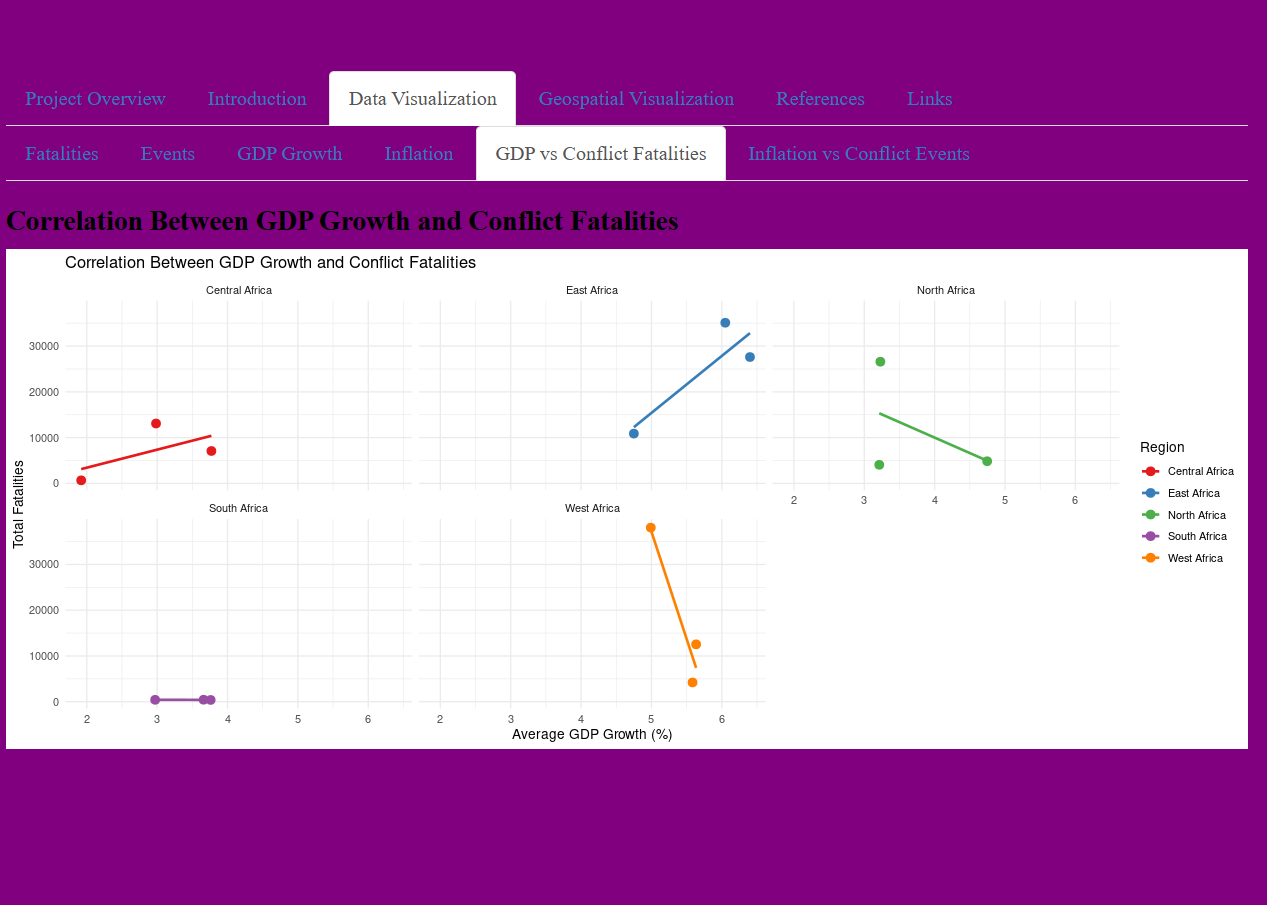 Project Overview Introduction Data Visualization Geospatial Visualization References Links
Fatalities Events GDP Growth Inflation GDP vs Conflict Fatalities Inflation vs Conflict Events
Correlation Between GDP Growth and Conflict Fatalities
Correlation Between GDP Growth and Conflict Fatalities
Central Africa East Africa North Africa
30000
20000
10000
0
2 3 4 5 6
South Africa West Africa
30000
20000
10000
0
2 3 4 5 6 2 3 4 5 6
Average GDP Growth (%)
Total Fatalities
Region
Central Africa
East Africa
North Africa
South Africa
West Africa